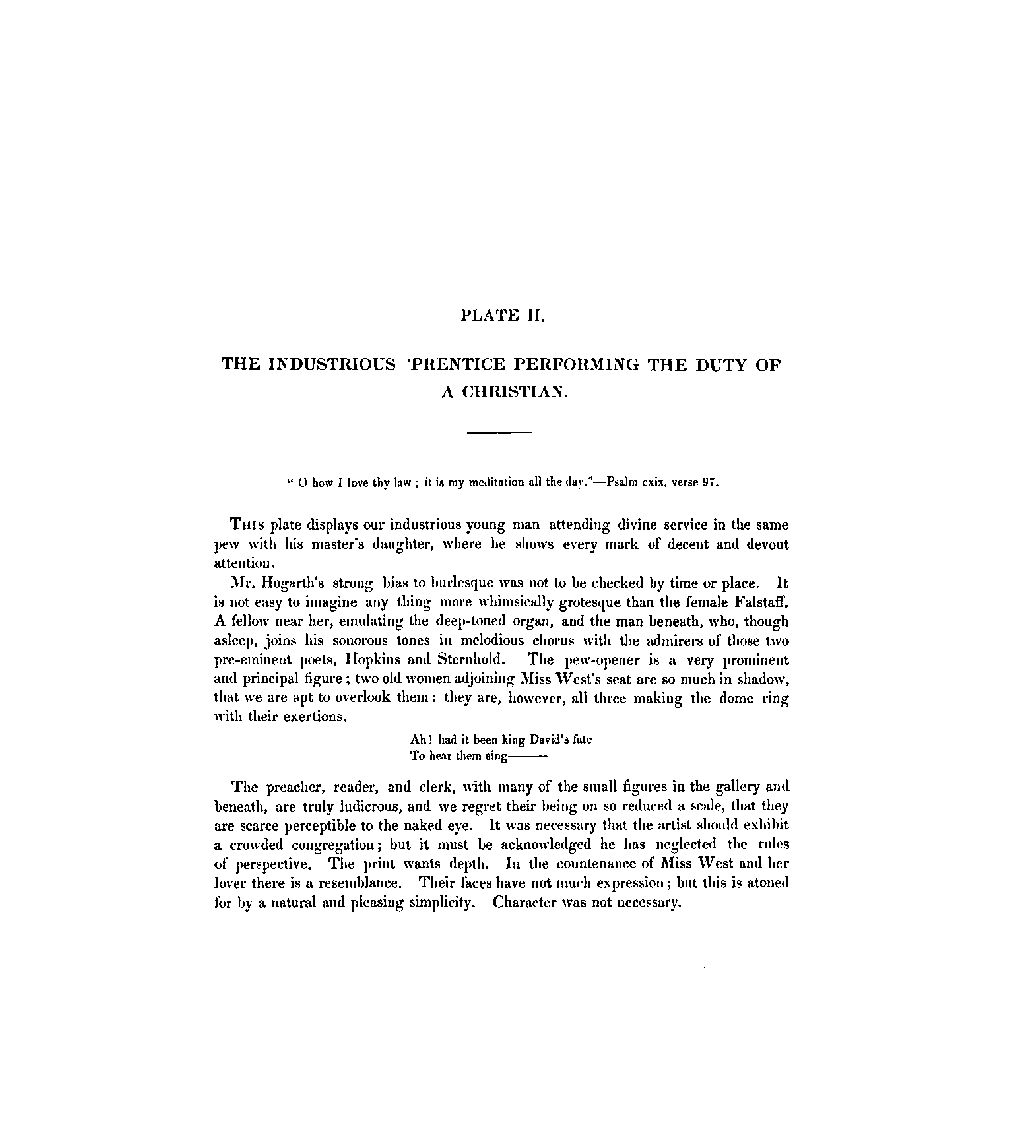 PLATE II.
THE INDUSTRIOUS 'PRENTICE PERFORMING THE DUTY OF
A CHRISTIAN.
" O how I love thy law ; it is my meditation all the day."—Psalm cxix. verse 97.
THIS plate displays our industrious young man attending divine service in the same
pew with his master's daughter, where he shows every mark of decent and devout
attention.
Mr. Hogarth's strong bias to burlesque was not to be checked by time or place. It
is not easy to imagine any thing more whimsically grotesque than the female Falstaff.
A fellow near her, emulating the deep-toned organ, and the man beneath, who, though
asleep, joins his sonorous tones in melodious chorus with the admirers of those two
pre-eminent poets, Hopkins and Sternhold. The pew-opener is a very prominent
and principal figure ; two old women adjoining Miss West's seat are so much in shadow,
that we are apt to overlook them : they are, however, all three making the dome ring
with their exertions.
Ah! had it been king David's fate
To hear them sing———
The preacher, reader, and clerk, with many of the small figures in the gallery and
beneath, are truly ludicrous, and we regret their being on so reduced a scale, that they
are scarce perceptible to the naked eye. It was necessary that the artist should exhibit
a crowded congregation ; but it must be acknowledged he has neglected the rules
of perspective. The print wants depth. In the countenance of Miss West and her
lover there is a resemblance. Their faces have not much expression ; but this is atoned
for by a natural and pleasing simplicity. Character was not necessary.